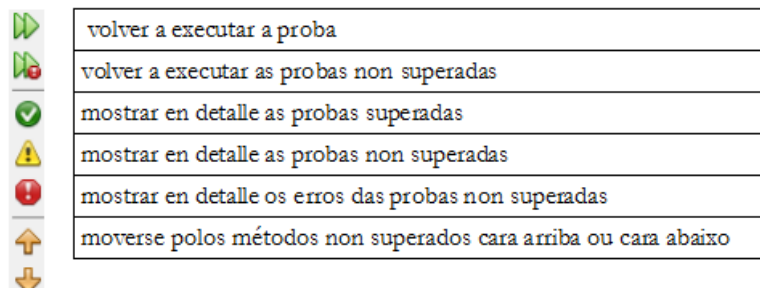 volver a executar a proba
volver a executar as probas non superadas
mostrar en detalle as probas superadas
mostrar en detalle as probas non superadas
mostrar en detalle os erros das probas non superadas
moverse polos métodos non superados cara arriba ou cara abaixo